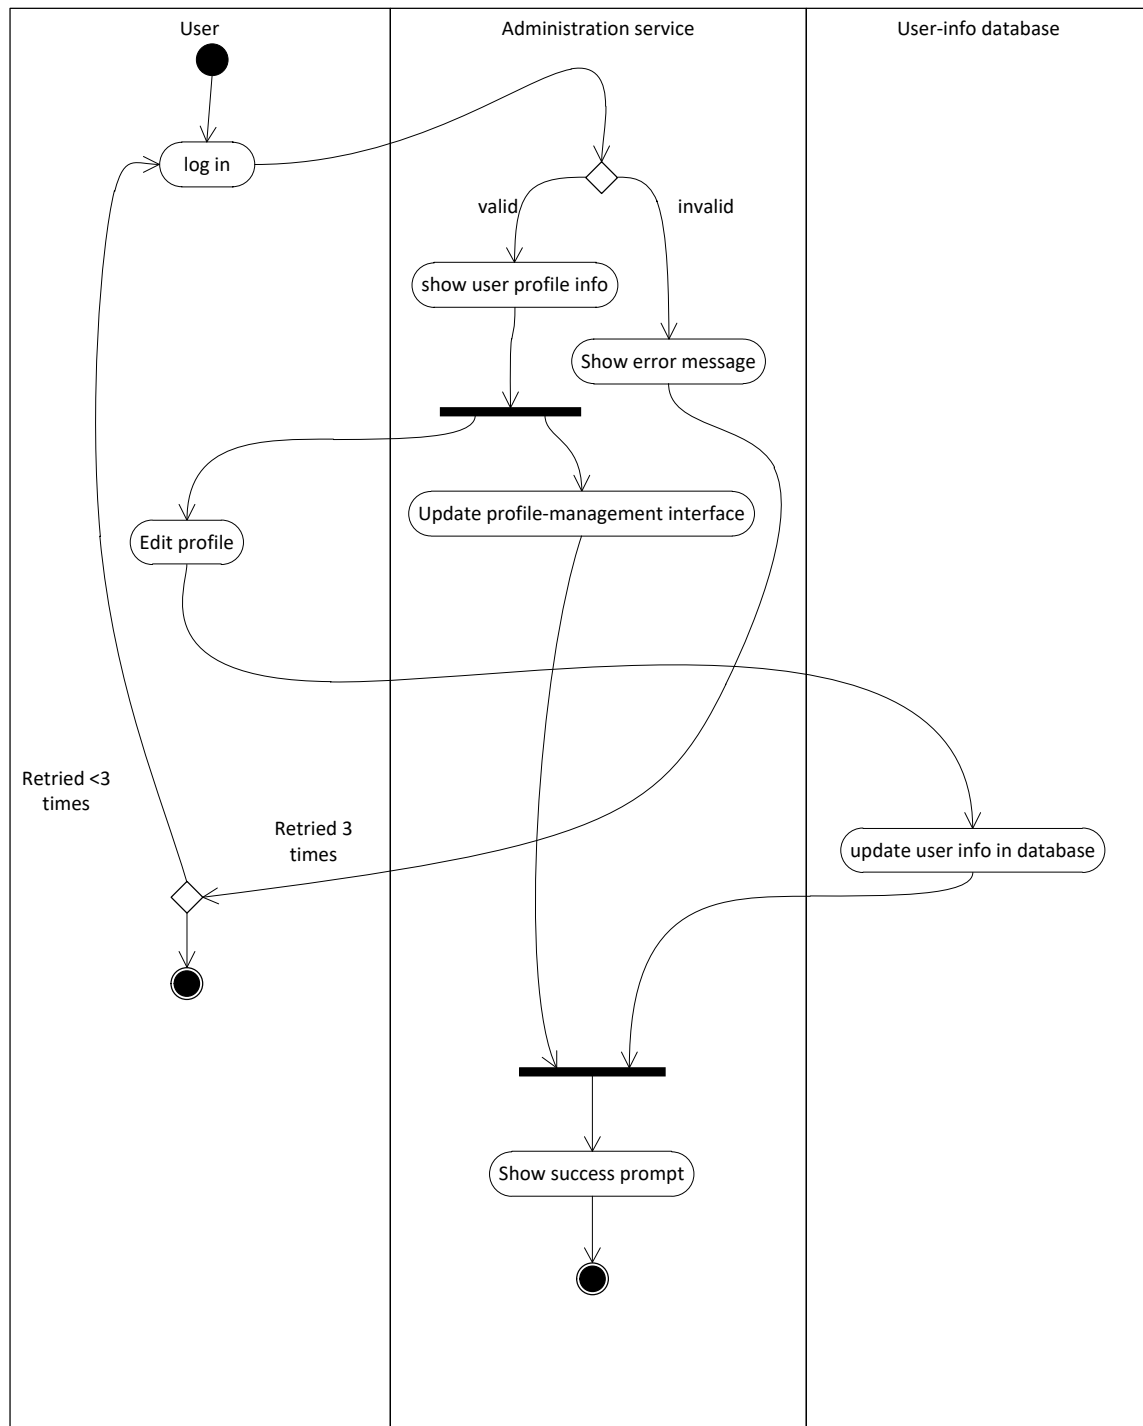 User
Administration service
User-info database
log in
valid
invalid
show user profile info
Show error message
Update profile-management interface
Edit profile
Retried <3
times
Retried 3
times
update user info in database
Show success prompt